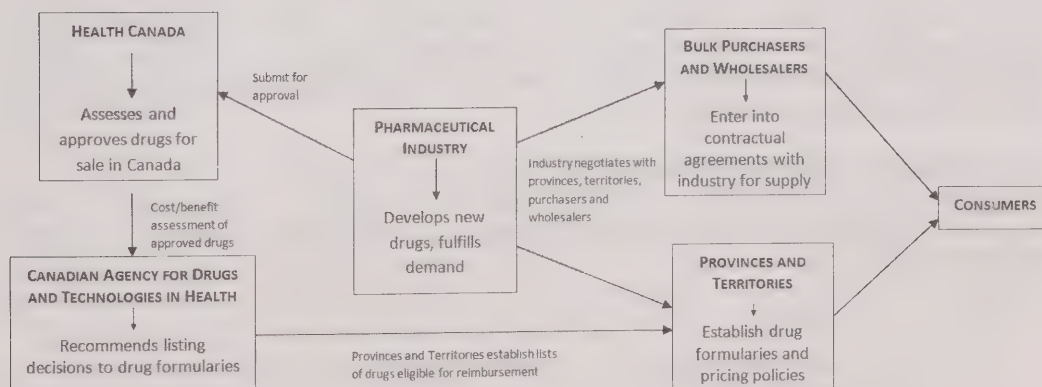 HEALTH CANADA
Assesses and
approves drugs for
sale in Canada
Submit for
approval
PHARMACEUTICAL
INDUSTRY
Develops new
drugs, fulfills
demand
BULK PURCHASERS
AND WHOLESALERS
Enter into
contractual
agreements with
industry for supply
Industry negotiates with
provinces, territories,
purchasers and
wholesalers
CONSUMERS
Cost/benefit
assessment of
approved drugs
CANADIAN AGENCY FOR DRUGS
AND TECHNOLOGIES IN HEALTH
Recommends listing
decisions to drug formularies
Provinces and Territories establish lists
of drugs eligible for reimbursement
PROVINCES AND
TERRITORIES
Establish drug
formularies and
pricing policies